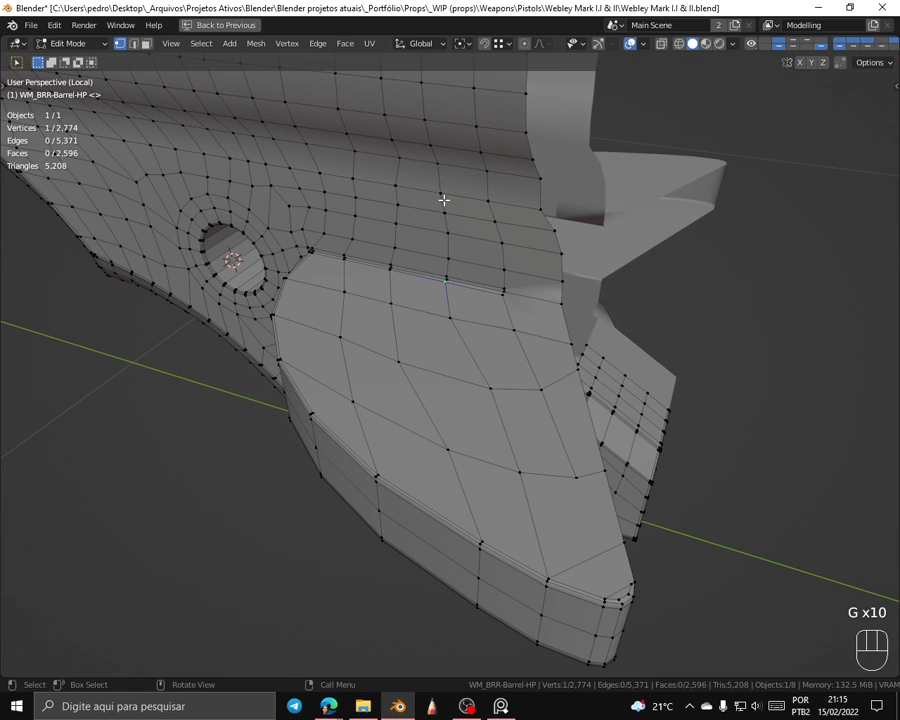 Blender* [C:\Users\pedro\Desktop\_Arquivos\Projetos Ativos\Blender\Blender projetos atuais\_Portfólio\Props\_WIP (props)\Weapons\Pistols\Webley Mark I.I & II\Webley Mark I.I & II.blend]
File Edit Render Window Help Back to Previous Main Scene 2 Modelling
Edit Mode View Select Add Mesh Vertex Edge Face UV Global
X Y Z Options
User Perspective (Local)
(1) WM_BRR-Barrel-HP <>
Objects 1/1
Vertices 1/2,774
Edges 0/5,371
Faces 0/2,596
Triangles 5,208
G x10
Select Box Select Rotate View Call Menu WM_BRR-Barrel-HP | Verts:1/2,774 | Edges:0/5,371 | Faces:0/2,596 | Tris:5,208 | Objects:1/8 | Memory: 132.5 MiB | VRAM
Digite aqui para pesquisar 21°C POR 21:15
PTB2 15/02/2022